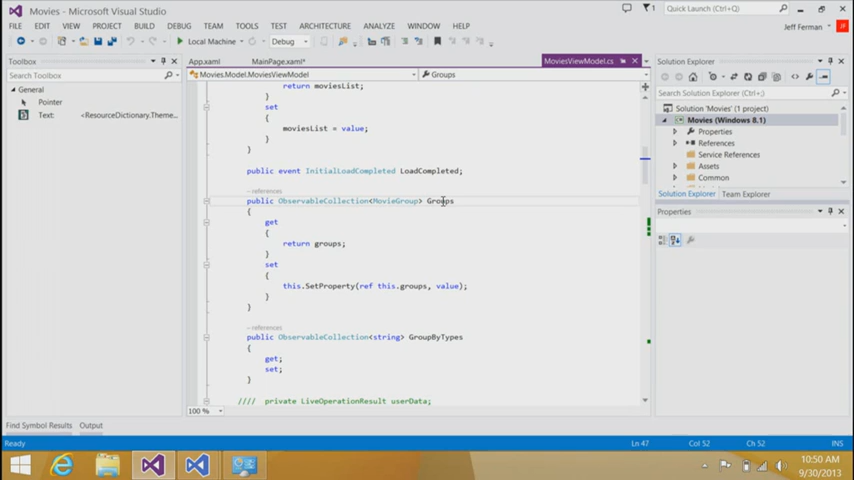 Movies - Microsoft Visual Studio
1
Quick Launch (Ctrl+Q)
FILE EDIT VIEW PROJECT BUILD DEBUG TEAM TOOLS TEST ARCHITECTURE ANALYZE WINDOW HELP
Jeff Ferman
Local Machine
Debug
Toolbox
App.xaml
MainPage.xaml*
MoviesViewModel.cs
Solution Explorer
Search Toolbox
Movies.Model.MoviesViewModel
Groups
General
Pointer
Text: <ResourceDictionary.Theme...
return moviesList;
}
set
{
moviesList = value;
}
}
public event InitialLoadCompleted LoadCompleted;
-- references
public ObservableCollection<MovieGroup> Groups
{
get
{
return groups;
}
set
{
this.SetProperty(ref this.groups, value);
}
}
-- references
public ObservableCollection<string> GroupByTypes
{
get;
set;
}
//// private LiveOperationResult userData;
100 %
Search Solution Explorer (Ctrl+;)
Solution 'Movies' (1 project)
Movies (Windows 8.1)
Properties
References
Service References
Assets
Common
Solution Explorer
Team Explorer
Properties
Find Symbol Results
Output
Ready
Ln 47
Col 52
Ch 52
INS
10:50 AM
9/30/2013